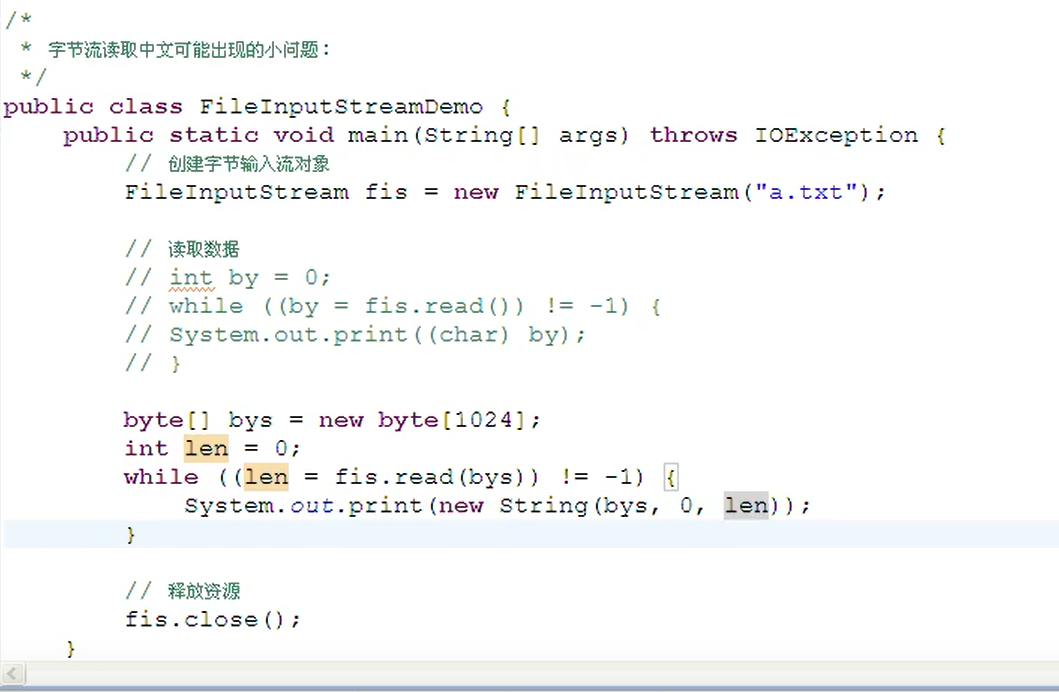 /*
 * 字节流读取中文可能出现的小问题：
 */
public class FileInputStreamDemo {
    public static void main(String[] args) throws IOException {
        // 创建字节输入流对象
        FileInputStream fis = new FileInputStream("a.txt");

        // 读取数据
        // int by = 0;
        // while ((by = fis.read()) != -1) {
        // System.out.print((char) by);
        // }

        byte[] bys = new byte[1024];
        int len = 0;
        while ((len = fis.read(bys)) != -1) {
            System.out.print(new String(bys, 0, len));
        }

        // 释放资源
        fis.close();
    }